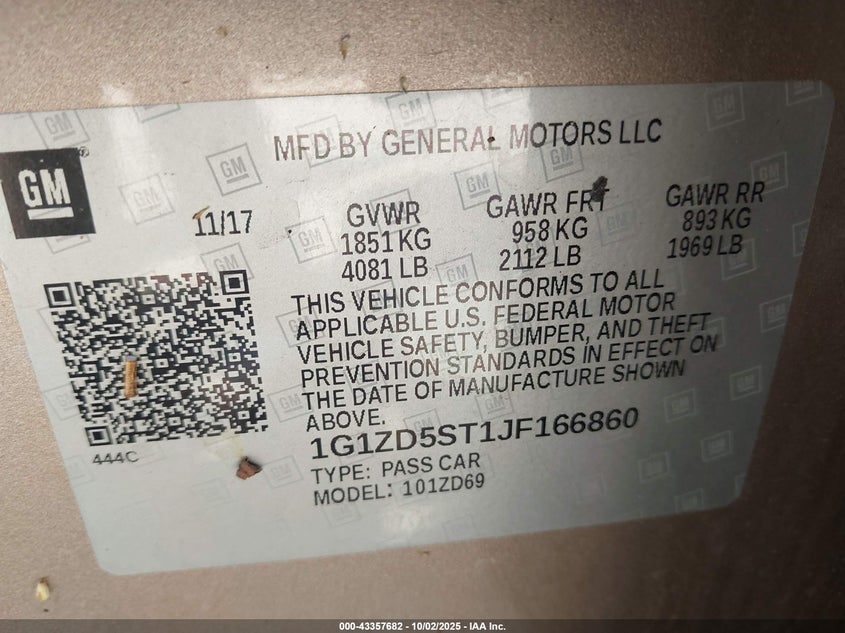 MFD BY GENERAL MOTORS LLC
GM
11/17
GVWR
1851 KG
4081 LB
GAWR FRT
958 KG
2112 LB
GAWR RR
893 KG
1969 LB
THIS VEHICLE CONFORMS TO ALL
APPLICABLE U.S. FEDERAL MOTOR
VEHICLE SAFETY, BUMPER, AND THEFT
PREVENTION STANDARDS IN EFFECT ON
THE DATE OF MANUFACTURE SHOWN
ABOVE.
1G1ZD5ST1JF166860
444C
TYPE: PASS CAR
MODEL: 101ZD69
000-43357682 - 10/02/2025 - IAA Inc.